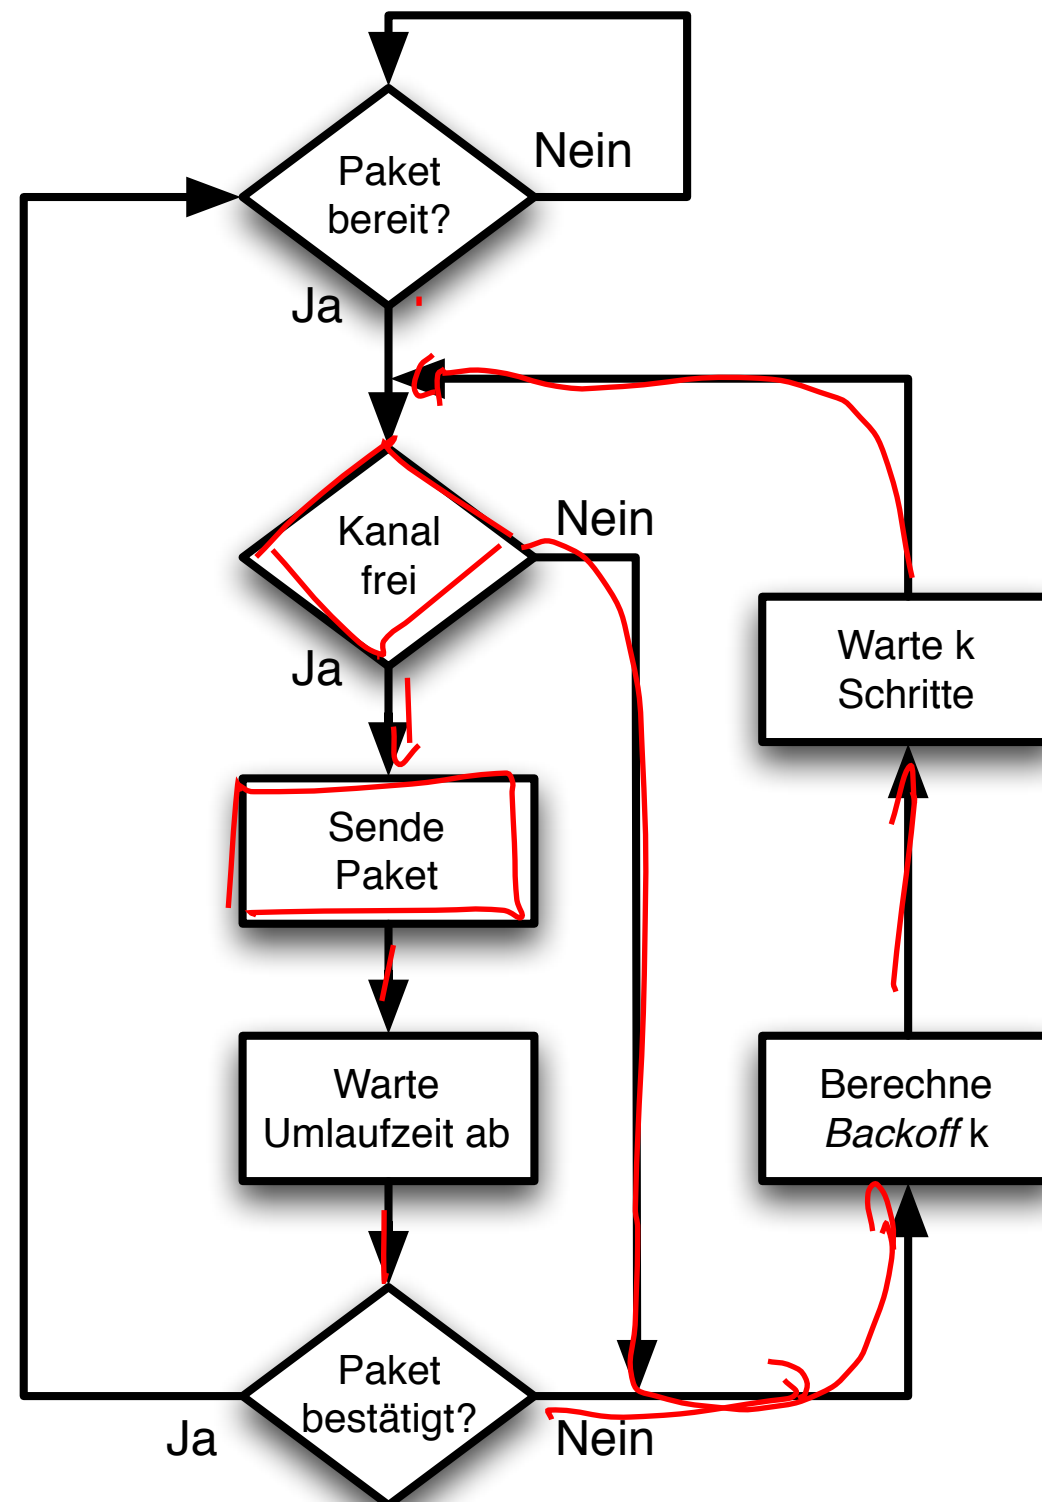 Paket
bereit?
Nein
Ja
Kanal
frei
Nein
Ja
Warte k
Schritte
Sende
Paket
Warte
Umlaufzeit ab
Berechne
Backoff k
Paket
bestätigt?
Ja
Nein